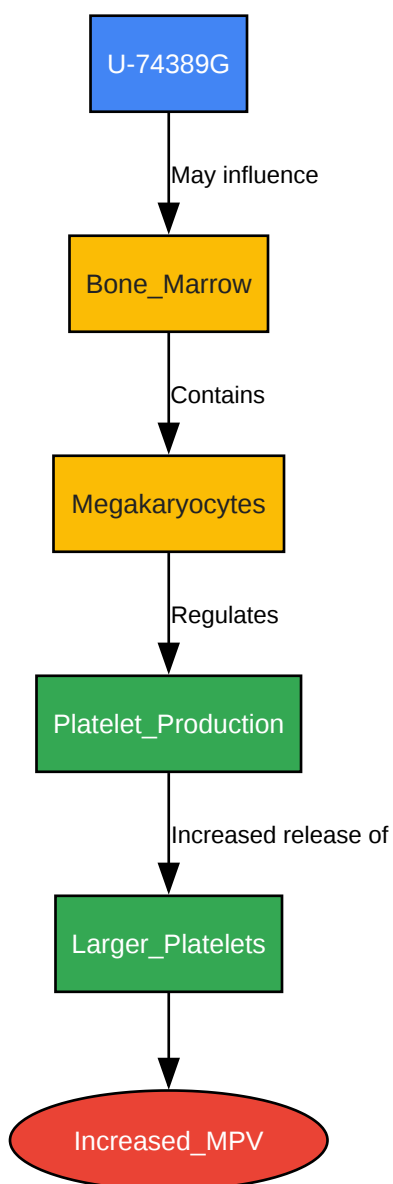 U-74389G
May influence
Bone_Marrow
Contains
Megakaryocytes
Regulates
Platelet_Production
Increased release of
Larger_Platelets
Increased_MPV